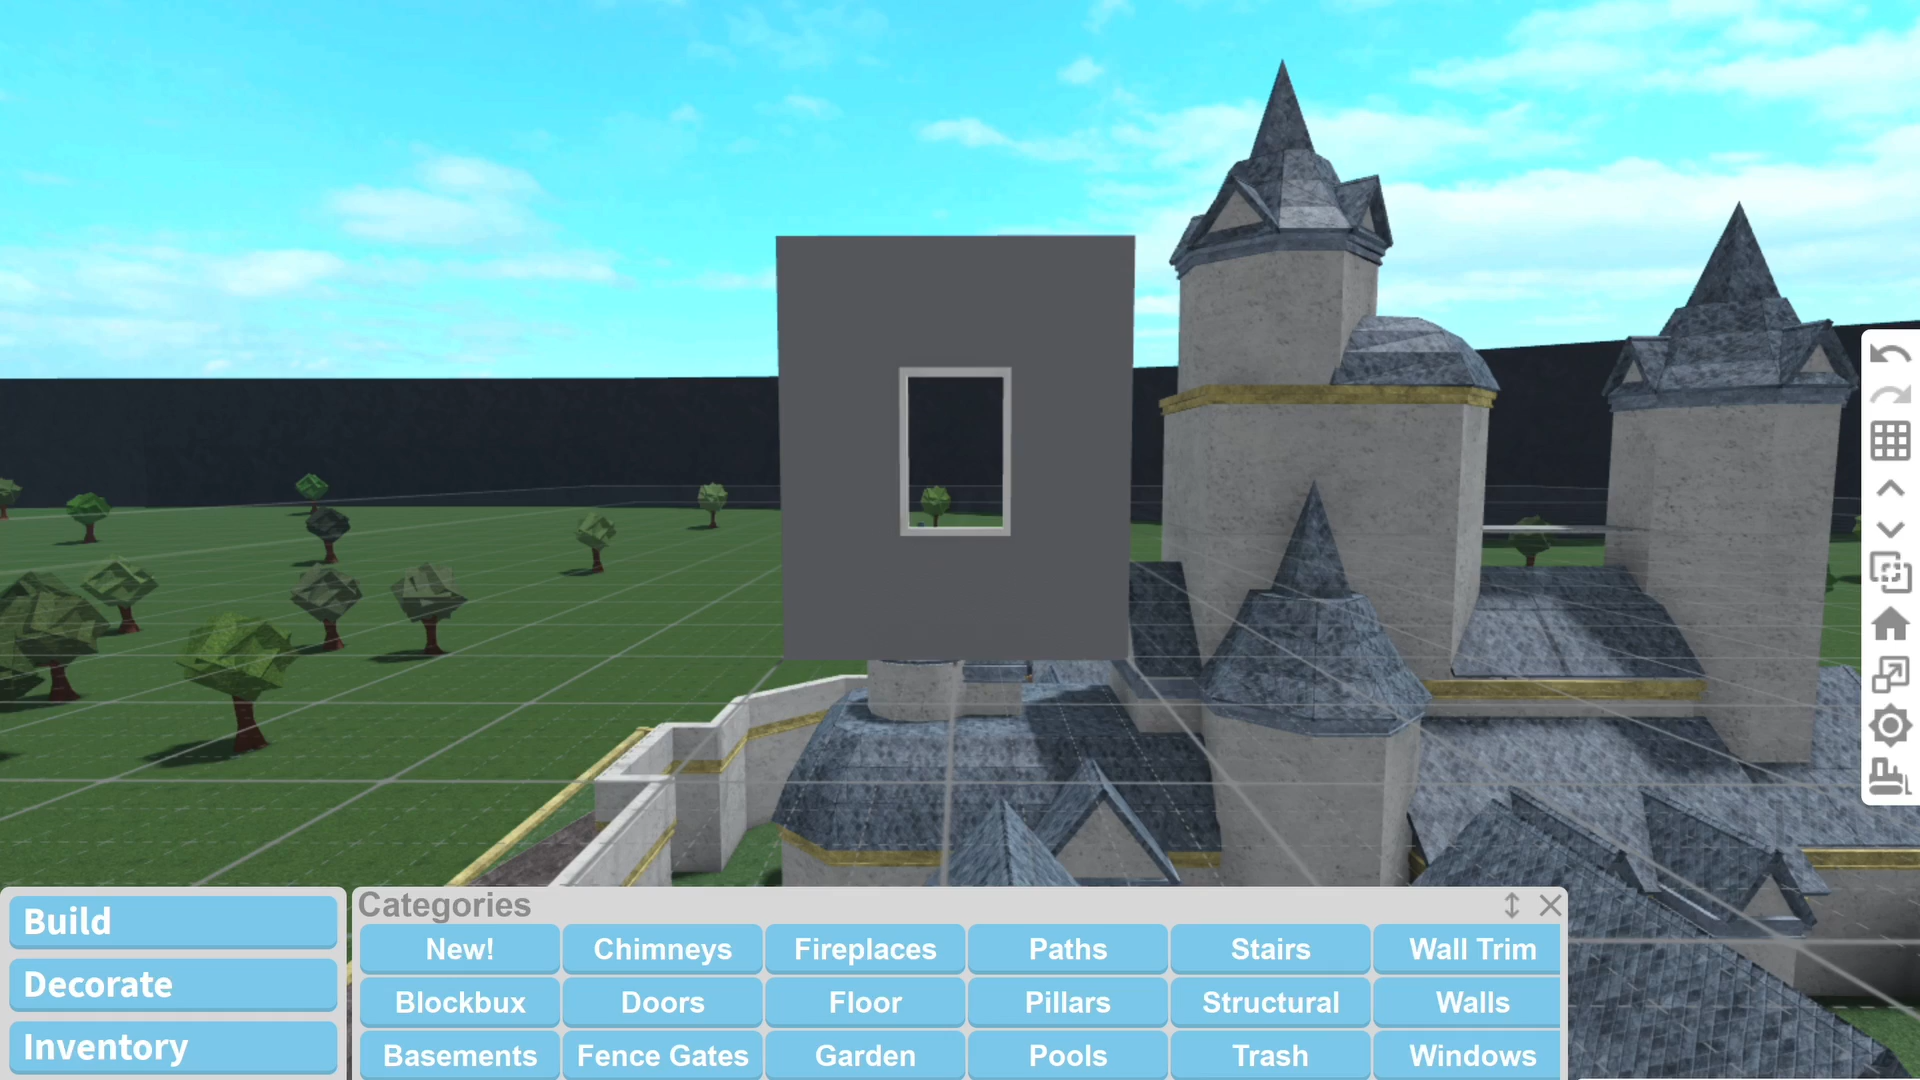 Build
Decorate
Inventory
Categories
New! Chimneys Fireplaces Paths Stairs Wall Trim
Blockbux Doors Floor Pillars Structural Walls
Basements Fence Gates Garden Pools Trash Windows